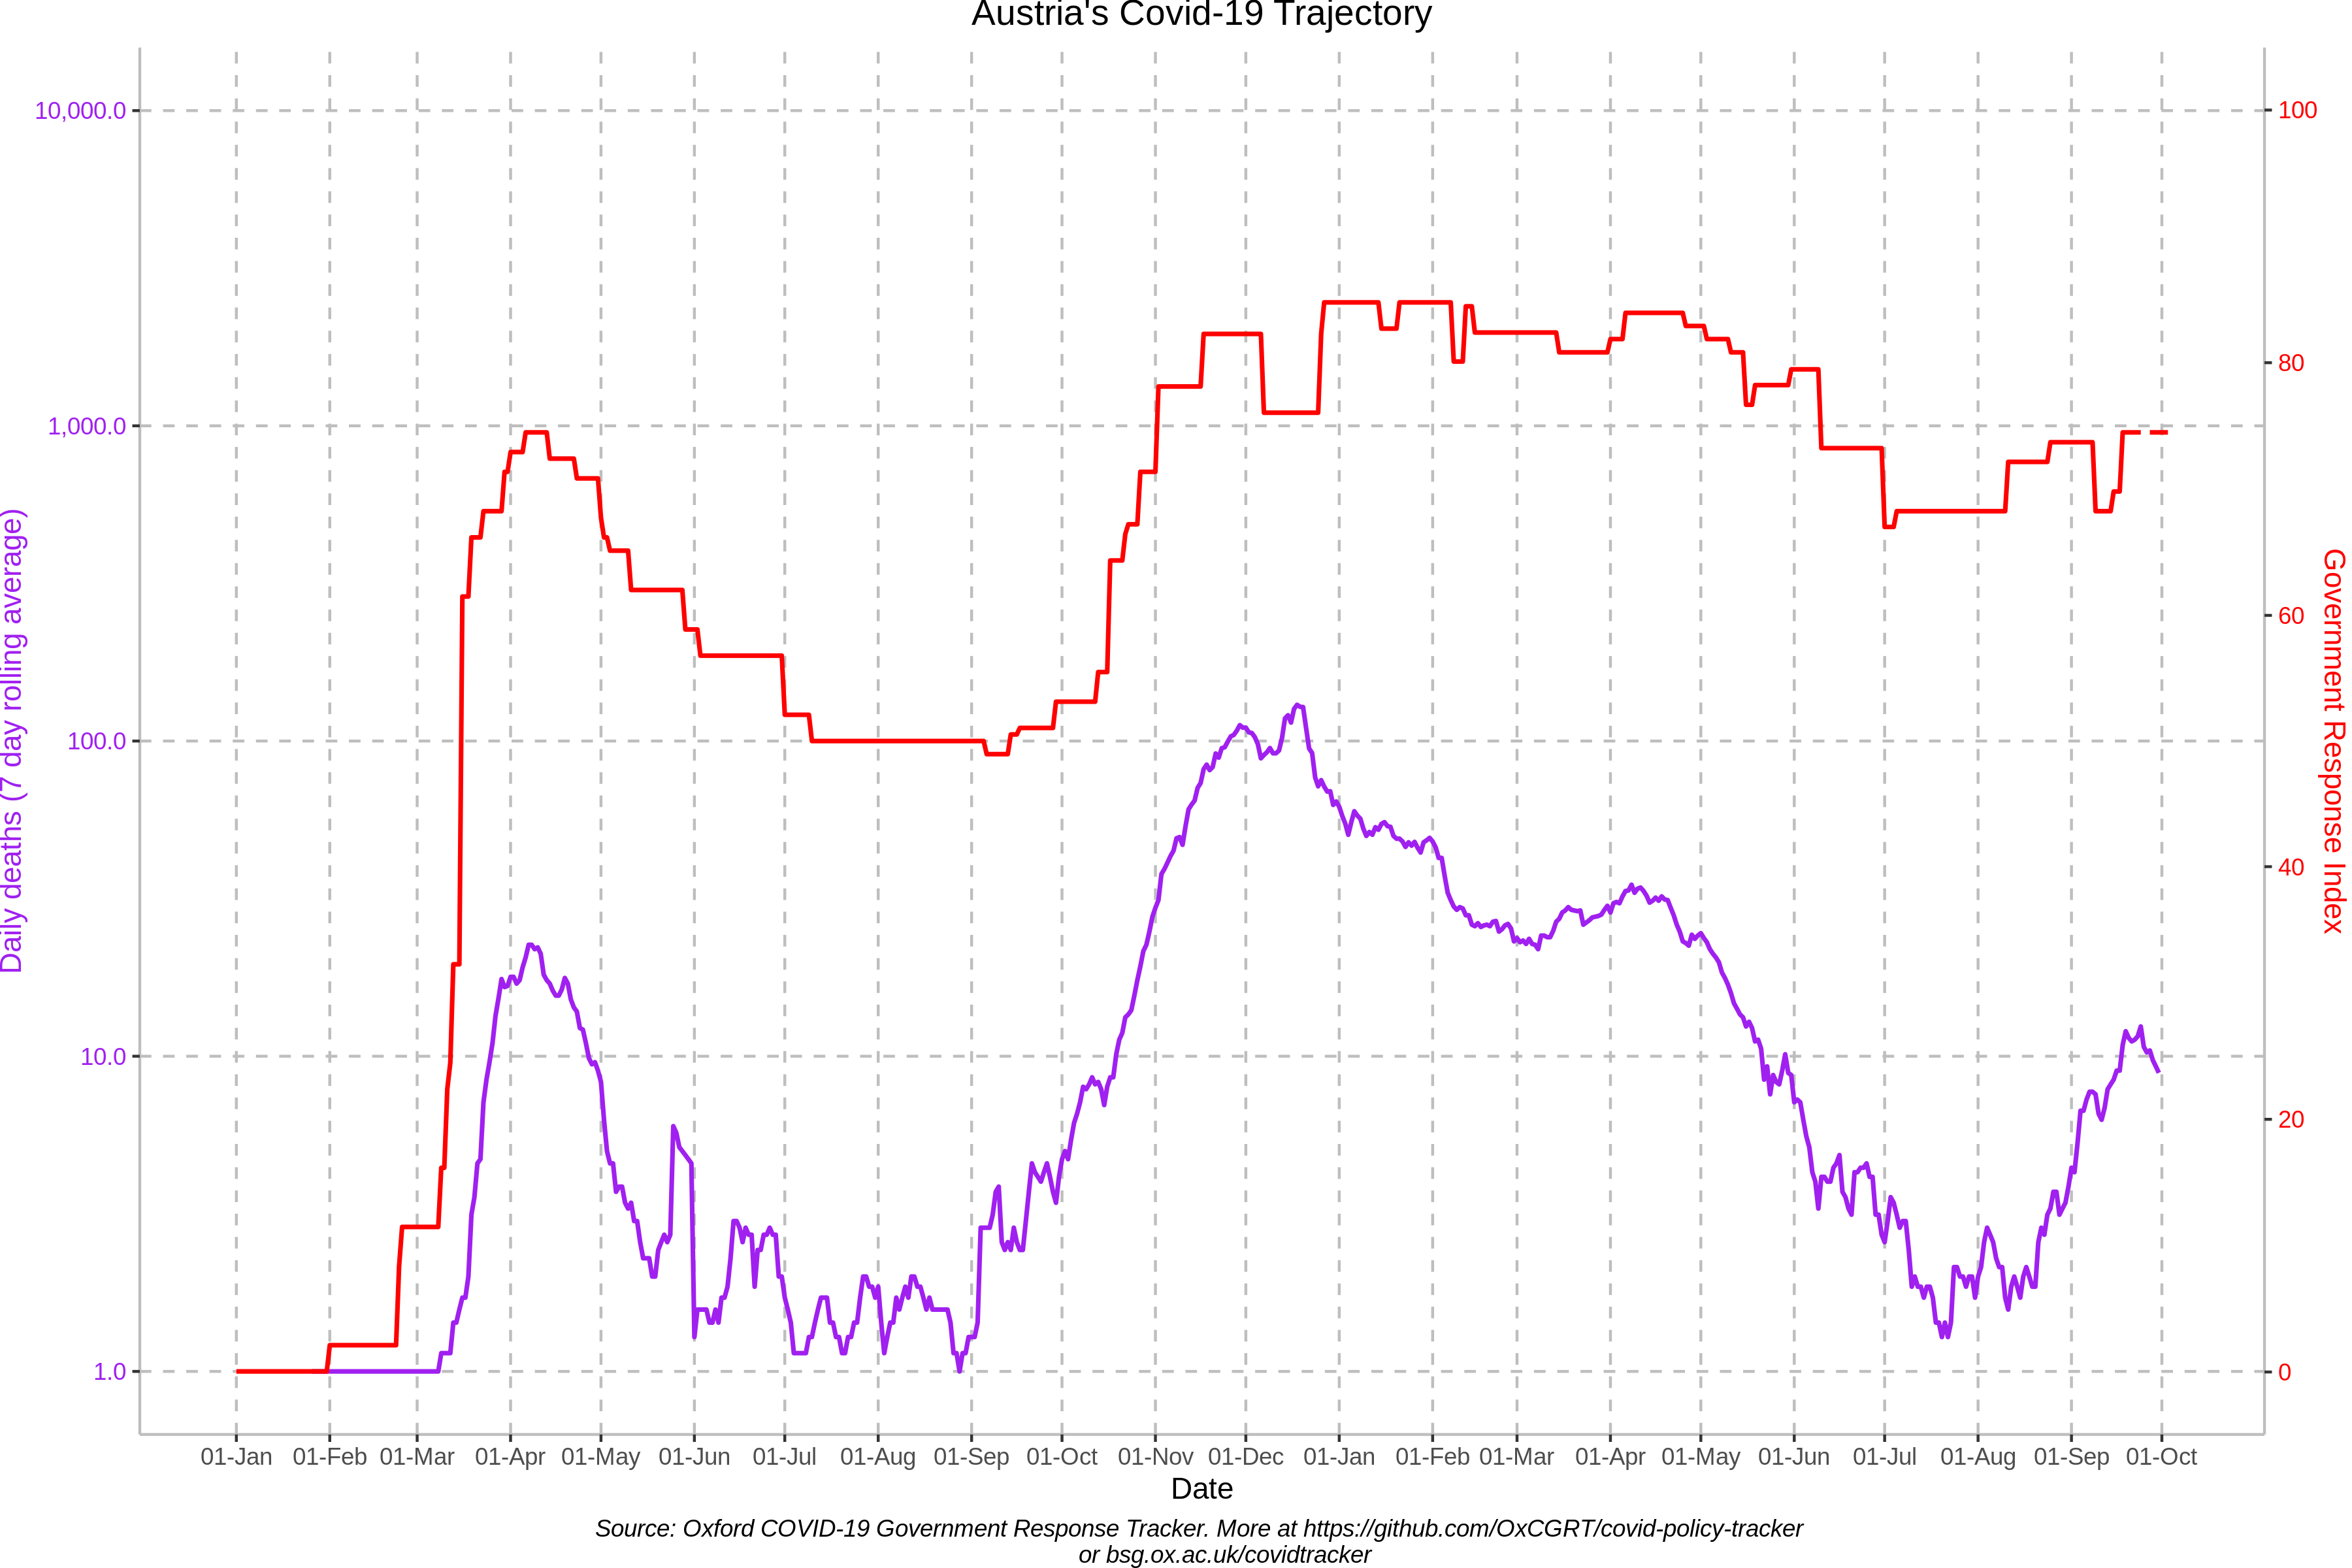 Austria's Covid-19 Trajectory
10,000.0
1,000.0
100.0
10.0
1.0
Daily deaths (7 day rolling average)
100
80
60
40
20
0
Government Response Index
01-Jan 01-Feb 01-Mar 01-Apr 01-May 01-Jun 01-Jul 01-Aug 01-Sep 01-Oct 01-Nov 01-Dec 01-Jan 01-Feb 01-Mar 01-Apr 01-May 01-Jun 01-Jul 01-Aug 01-Sep 01-Oct
Date
Source: Oxford COVID-19 Government Response Tracker. More at https://github.com/OxCGRT/covid-policy-tracker
or bsg.ox.ac.uk/covidtracker